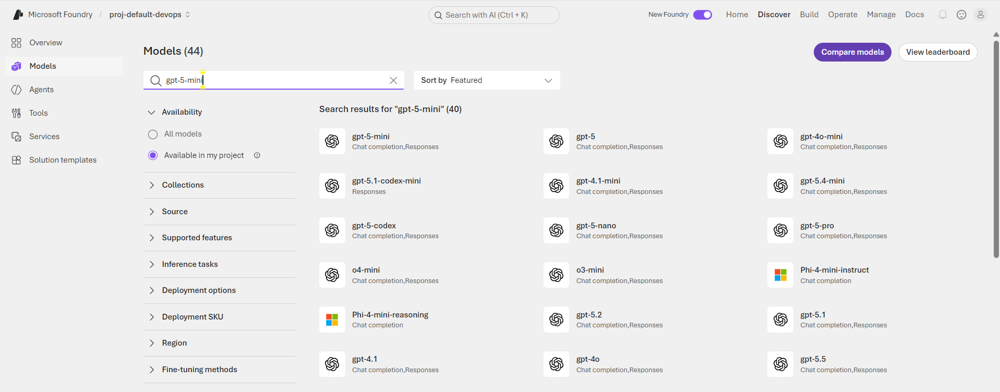 Microsoft Foundry / proj-default-devops
Search with AI (Ctrl + K)
New Foundry
Home
Discover
Build
Operate
Manage
Docs
Overview
Models
Agents
Tools
Services
Solution templates
Models (44)
Compare models
View leaderboard
gpt-5-mini
Sort by Featured
Availability
All models
Available in my project
Collections
Source
Supported features
Inference tasks
Deployment options
Deployment SKU
Region
Fine-tuning methods
Search results for "gpt-5-mini" (40)
gpt-5-mini
Chat completion,Responses
gpt-5
Chat completion,Responses
gpt-4o-mini
Chat completion,Responses
gpt-5.1-codex-mini
Responses
gpt-4.1-mini
Chat completion,Responses
gpt-5.4-mini
Chat completion,Responses
gpt-5-codex
Chat completion,Responses
gpt-5-nano
Chat completion,Responses
gpt-5-pro
Chat completion,Responses
o4-mini
Chat completion,Responses
o3-mini
Chat completion,Responses
Phi-4-mini-instruct
Chat completion
Phi-4-mini-reasoning
Chat completion
gpt-5.2
Chat completion,Responses
gpt-5.1
Chat completion,Responses
gpt-4.1
Chat completion,Responses
gpt-4o
Chat completion,Responses
gpt-5.5
Chat completion,Responses